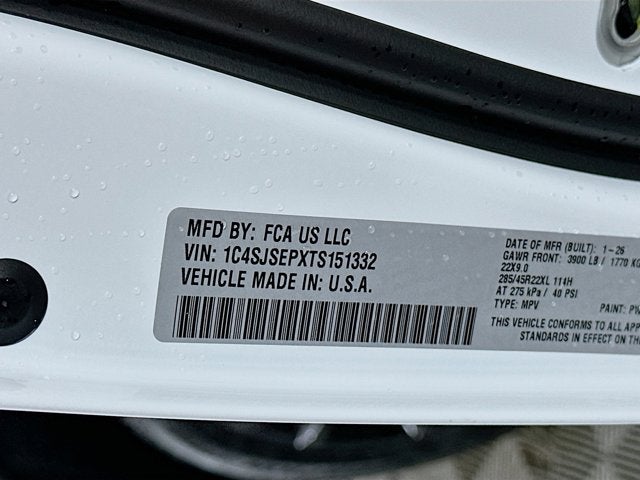 MFD BY: FCA US LLC
VIN: 1C4SJSEPXTS151332
VEHICLE MADE IN: U.S.A.
DATE OF MFR (BUILT): 1-26
GAWR FRONT: 3900 LB / 1770 KG
22X9.0
285/45R22XL 114H
AT 275 kPa / 40 PSI
TYPE: MPV PAINT: PW
THIS VEHICLE CONFORMS TO ALL APP
STANDARDS IN EFFECT ON TH